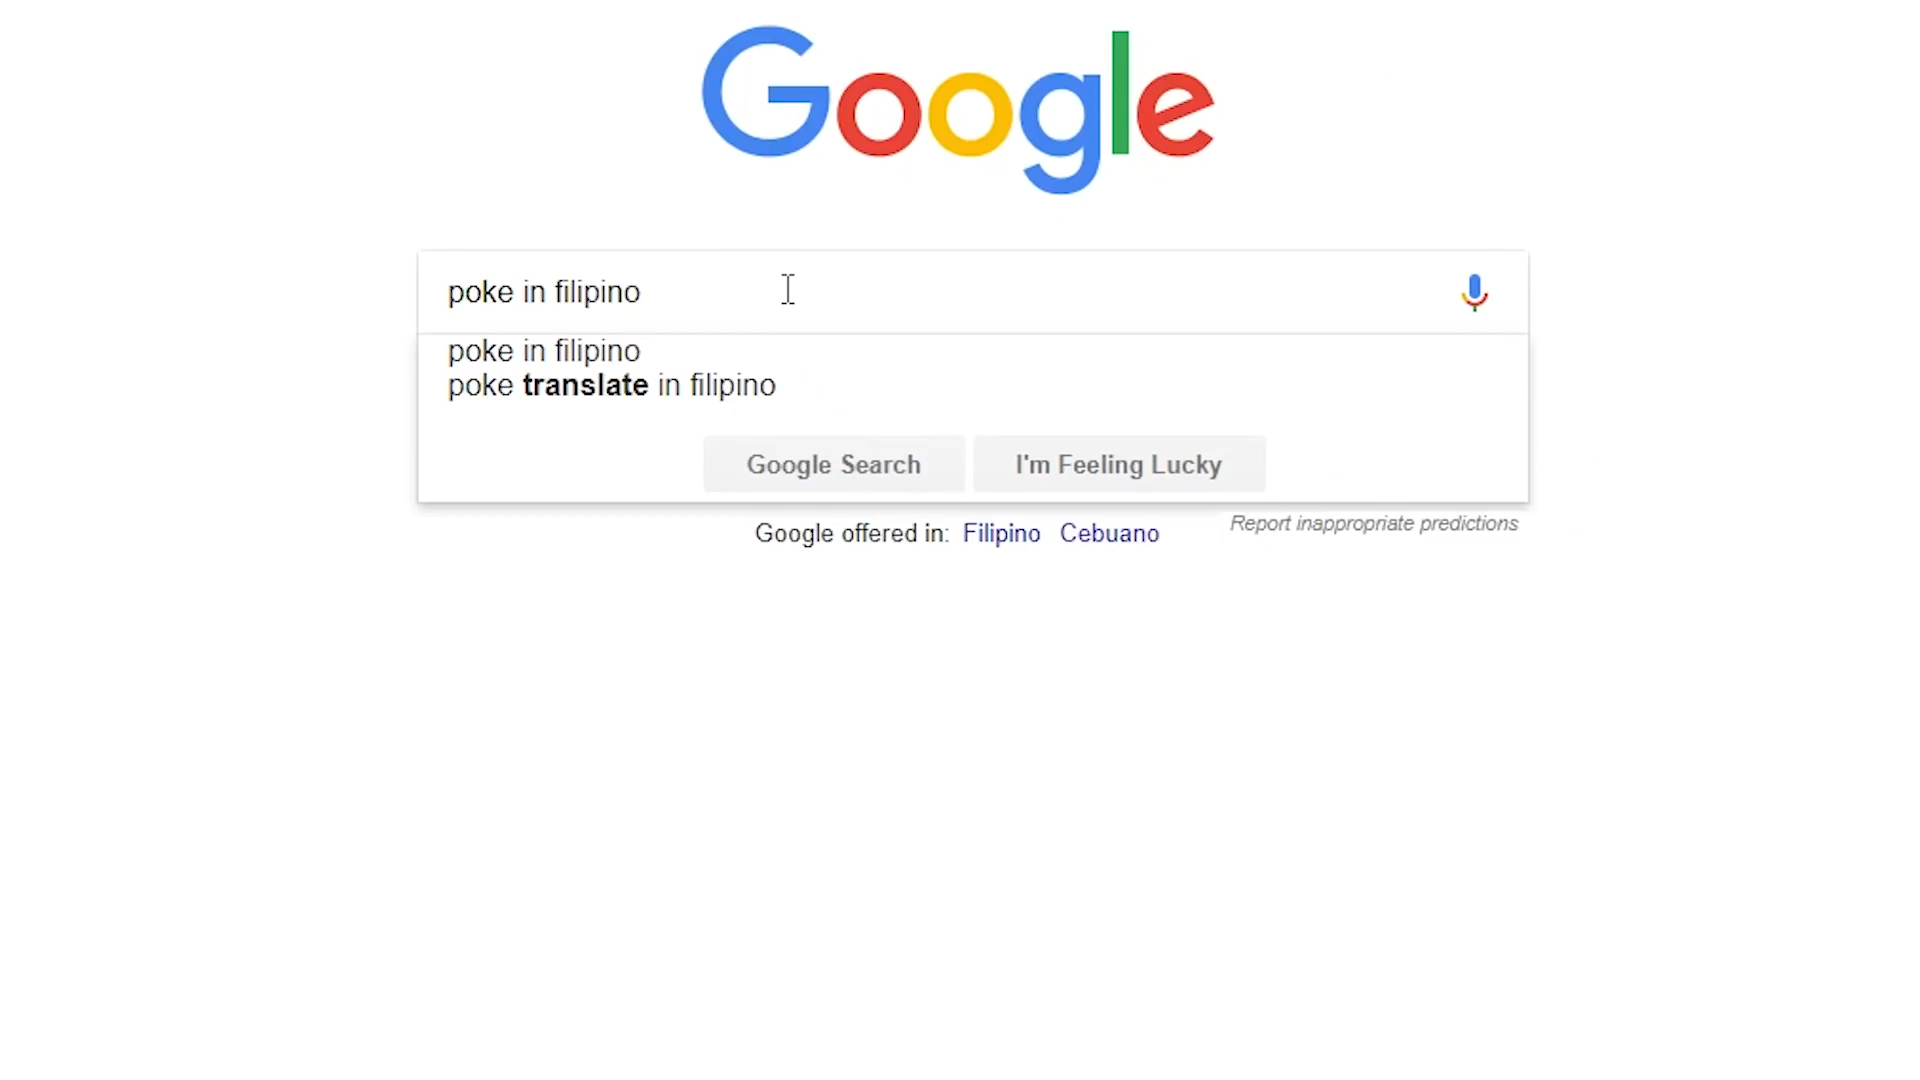 Google
poke in filipino
poke in filipino
poke translate in filipino
Google Search I'm Feeling Lucky
Google offered in: Filipino Cebuano
Report inappropriate predictions